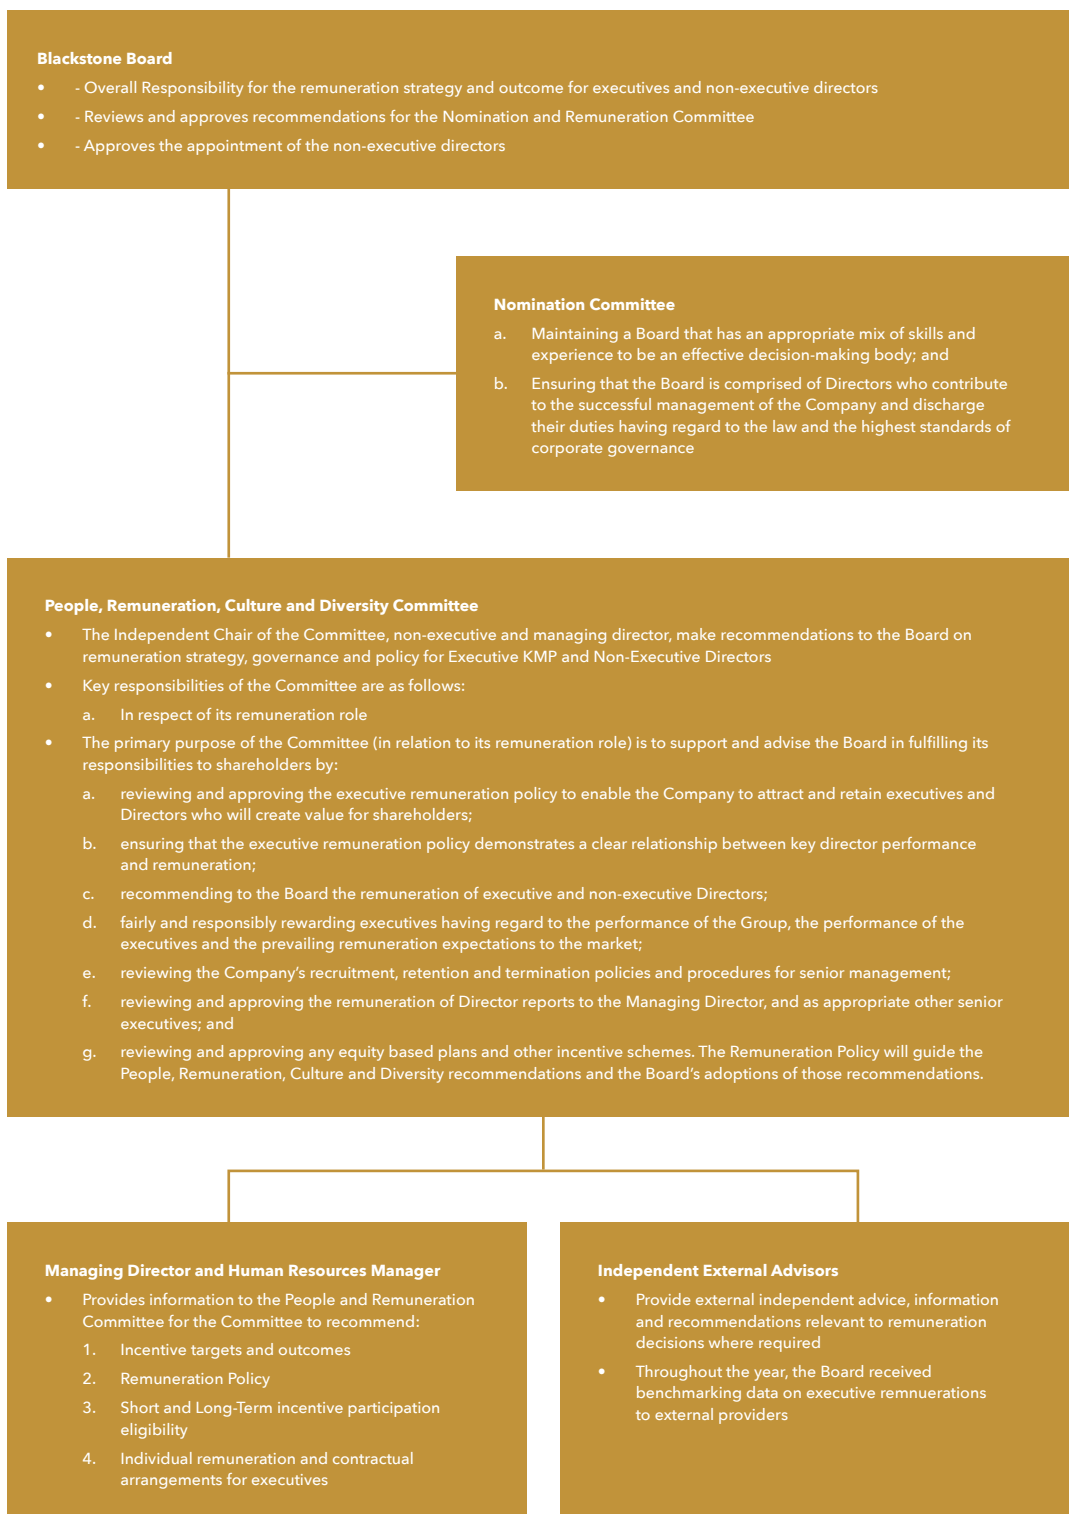 Blackstone Board
• - Overall Responsibility for the remuneration strategy and outcome for executives and non-executive directors
• - Reviews and approves recommendations for the Nomination and Remuneration Committee
• - Approves the appointment of the non-executive directors
Nomination Committee
a. Maintaining a Board that has an appropriate mix of skills and
experience to be an effective decision-making body; and
b. Ensuring that the Board is comprised of Directors who contribute
to the successful management of the Company and discharge
their duties having regard to the law and the highest standards of
corporate governance
People, Remuneration, Culture and Diversity Committee
• The Independent Chair of the Committee, non-executive and managing director, make recommendations to the Board on
remuneration strategy, governance and policy for Executive KMP and Non-Executive Directors
• Key responsibilities of the Committee are as follows:
a. In respect of its remuneration role
• The primary purpose of the Committee (in relation to its remuneration role) is to support and advise the Board in fulfilling its
responsibilities to shareholders by:
a. reviewing and approving the executive remuneration policy to enable the Company to attract and retain executives and
Directors who will create value for shareholders;
b. ensuring that the executive remuneration policy demonstrates a clear relationship between key director performance
and remuneration;
c. recommending to the Board the remuneration of executive and non-executive Directors;
d. fairly and responsibly rewarding executives having regard to the performance of the Group, the performance of the
executives and the prevailing remuneration expectations to the market;
e. reviewing the Company’s recruitment, retention and termination policies and procedures for senior management;
f. reviewing and approving the remuneration of Director reports to the Managing Director, and as appropriate other senior
executives; and
g. reviewing and approving any equity based plans and other incentive schemes. The Remuneration Policy will guide the
People, Remuneration, Culture and Diversity recommendations and the Board’s adoptions of those recommendations.
Managing Director and Human Resources Manager
• Provides information to the People and Remuneration
Committee for the Committee to recommend:
1. Incentive targets and outcomes
2. Remuneration Policy
3. Short and Long-Term incentive participation
eligibility
4. Individual remuneration and contractual
arrangements for executives
Independent External Advisors
• Provide external independent advice, information
and recommendations relevant to remuneration
decisions where required
• Throughout the year, the Board received
benchmarking data on executive remnuerations
to external providers